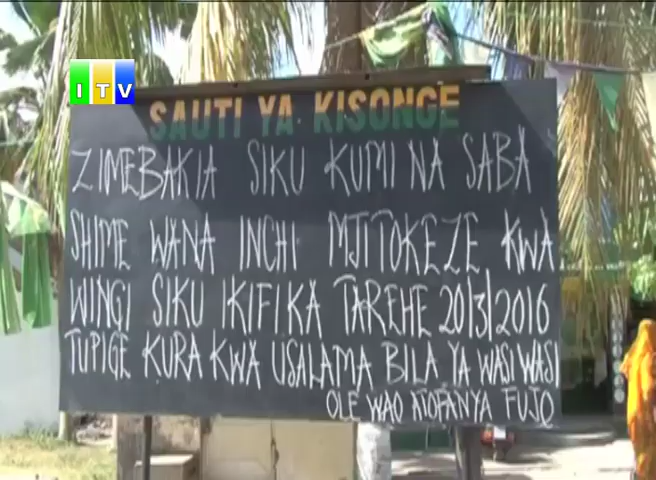 ITV
SAUTI YA KISONGE
ZIMEBAKIA SIKU KUMI NA SABA
SHIME WANA INCHI MJITOKEZE KWA
WINGI SIKU IKIFIKA TAREHE 20/3/2016
TUPIGE KURA KWA USALAMA BILA YA WASI WASI
OLE WAO ATOFANYA FUJO